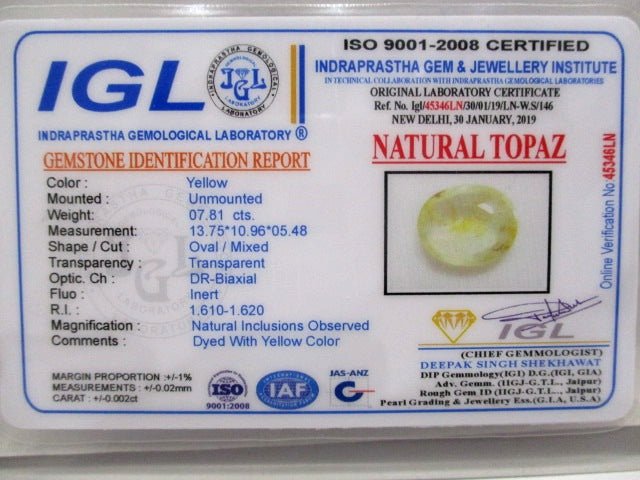 IGL
INDRAPRASTHA GEMOLOGICAL LABORATORY
INDRAPRASTHA GEMOLOGICAL LABORATORY ®
GEMSTONE IDENTIFICATION REPORT
Color : Yellow
Mounted : Unmounted
Weight: 07.81 cts.
Measurement: 13.75*10.96*05.48
Shape / Cut : Oval / Mixed
Transparency : Transparent
Optic. Ch : DR-Biaxial
Fluo : Inert
R.I. : 1.610-1.620
Magnification : Natural Inclusions Observed
Comments : Dyed With Yellow Color
MARGIN PROPORTION :+/-1%
MEASUREMENTS : +/-0.02mm
CARAT : +/-0.002ct
ISO
9001:2008
IAF
JAS-ANZ
ISO 9001-2008 CERTIFIED
INDRAPRASTHA GEM & JEWELLERY INSTITUTE
IN TECHNICAL COLLABORATION WITH INDRAPRASTHA GEMOLOGICAL LABORATORIES
ORIGINAL LABORATORY CERTIFICATE
Ref. No. Igl/45346LN/30/01/19/LN-W.S/146
NEW DELHI, 30 JANUARY, 2019
NATURAL TOPAZ
Online Verification No 45346LN
IGL
(CHIEF GEMMOLOGIST)
DEEPAK SINGH SHEKHAWAT
DIP Gemmology(IGI) D.G.(IGI, GIA)
Adv. Gemm. (HGJ-G.T.L., Jaipur)
Rough Gem ID (HIJ-G.T.L., Jaipur)
Pearl Grading & Jewellery Ess.(G.I.A, U.S.A)